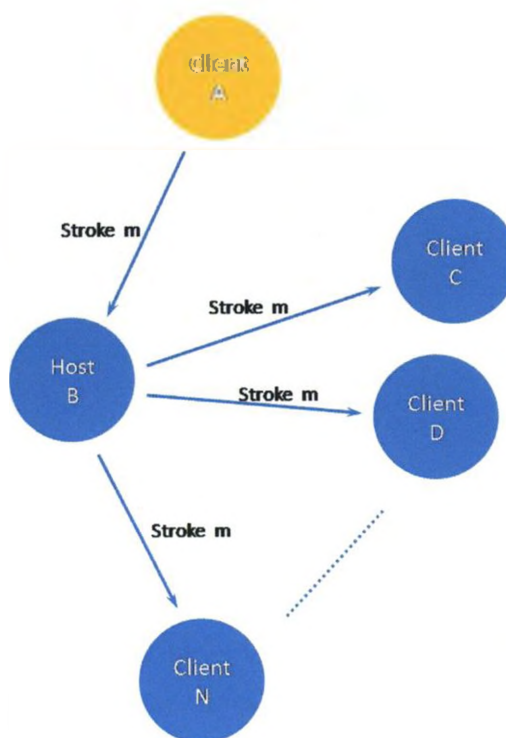 Client
A
Stroke m
Client
C
Stroke m
Host
B
Stroke m
Client
D
Stroke m
Client
N